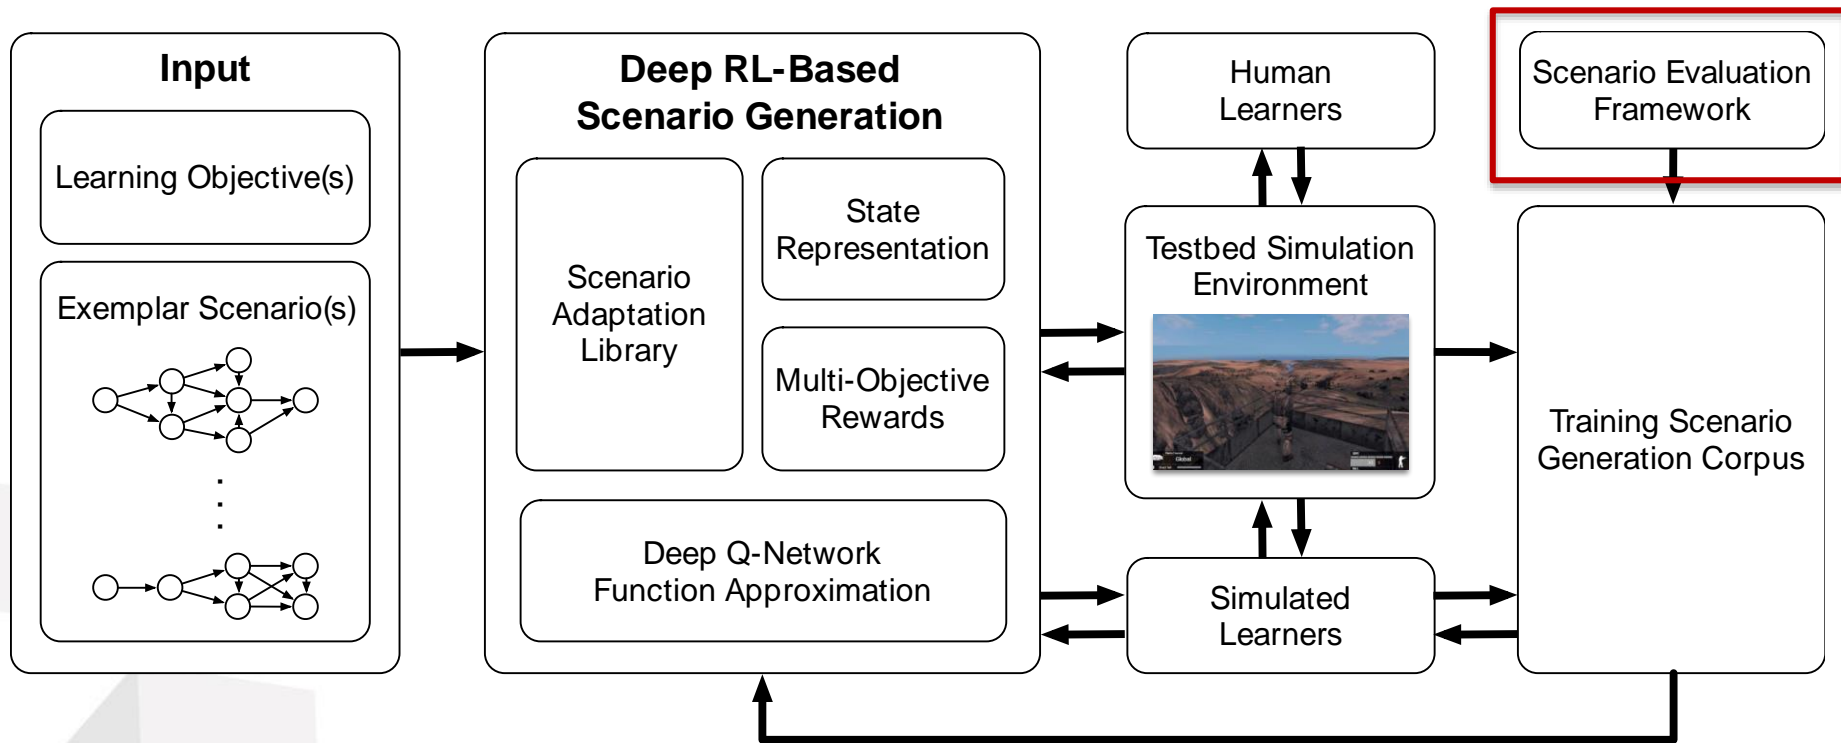 Input
Learning Objective(s)
Exemplar Scenario(s)
Deep RL-Based
Scenario Generation
Scenario
Adaptation
Library
State
Representation
Multi-Objective
Rewards
Deep Q-Network
Function Approximation
Human
Learners
Testbed Simulation
Environment
Global
Simulated
Learners
Scenario Evaluation
Framework
Training Scenario
Generation Corpus